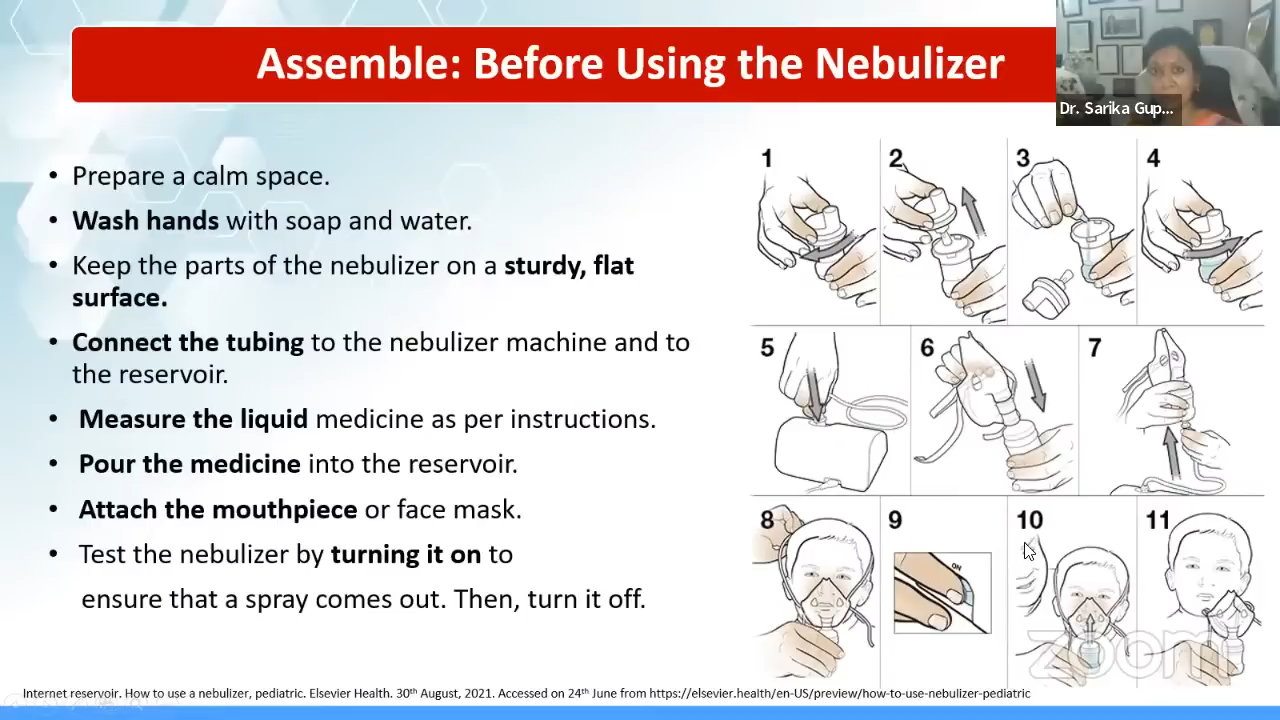 Assemble: Before Using the Nebulizer
Dr. Sarika Gup...
• Prepare a calm space.
• Wash hands with soap and water.
• Keep the parts of the nebulizer on a sturdy, flat
surface.
• Connect the tubing to the nebulizer machine and to
the reservoir.
• Measure the liquid medicine as per instructions.
• Pour the medicine into the reservoir.
• Attach the mouthpiece or face mask.
• Test the nebulizer by turning it on to
ensure that a spray comes out. Then, turn it off.
1 2 3 4
5 6 7
8 9 10 11
ON
zoom
Internet reservoir. How to use a nebulizer, pediatric. Elsevier Health. 30th August, 2021. Accessed on 24th June from https://elsevier.health/en-US/preview/how-to-use-nebulizer-pediatric